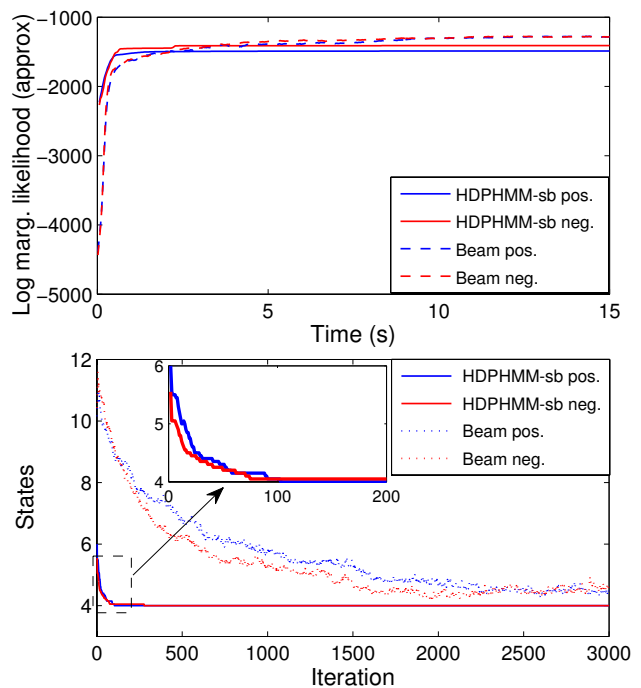 Log marg. likelihood (approx)
−1000
−2000
−3000
−4000
−5000
0
5
10
15
Time (s)
HDPHMM-sb pos.
HDPHMM-sb neg.
Beam pos.
Beam neg.
States
12
10
8
6
4
0
500
1000
1500
2000
2500
3000
Iteration
6
5
4
0
100
200
HDPHMM-sb pos.
HDPHMM-sb neg.
Beam pos.
Beam neg.